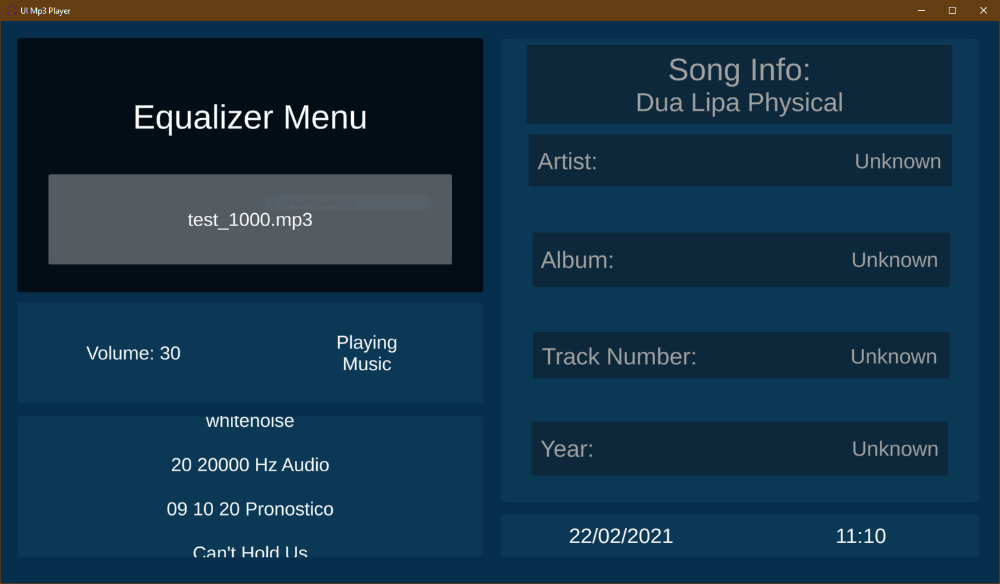 UI Mp3 Player
Equalizer Menu
test_1000.mp3
Volume: 30
Playing
Music
whitenoise
20 20000 Hz Audio
09 10 20 Pronostico
Can't Hold Us
Song Info:
Dua Lipa Physical
Artist: Unknown
Album: Unknown
Track Number: Unknown
Year: Unknown
22/02/2021 11:10